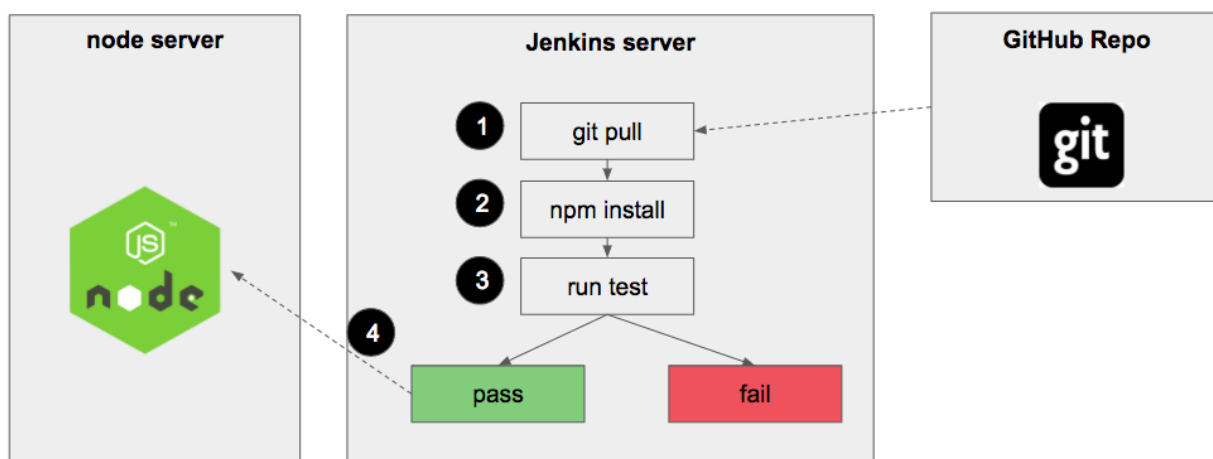 node server
Jenkins server
GitHub Repo
1
git pull
git
2
npm install
JS
™
node
3
run test
4
pass
fail